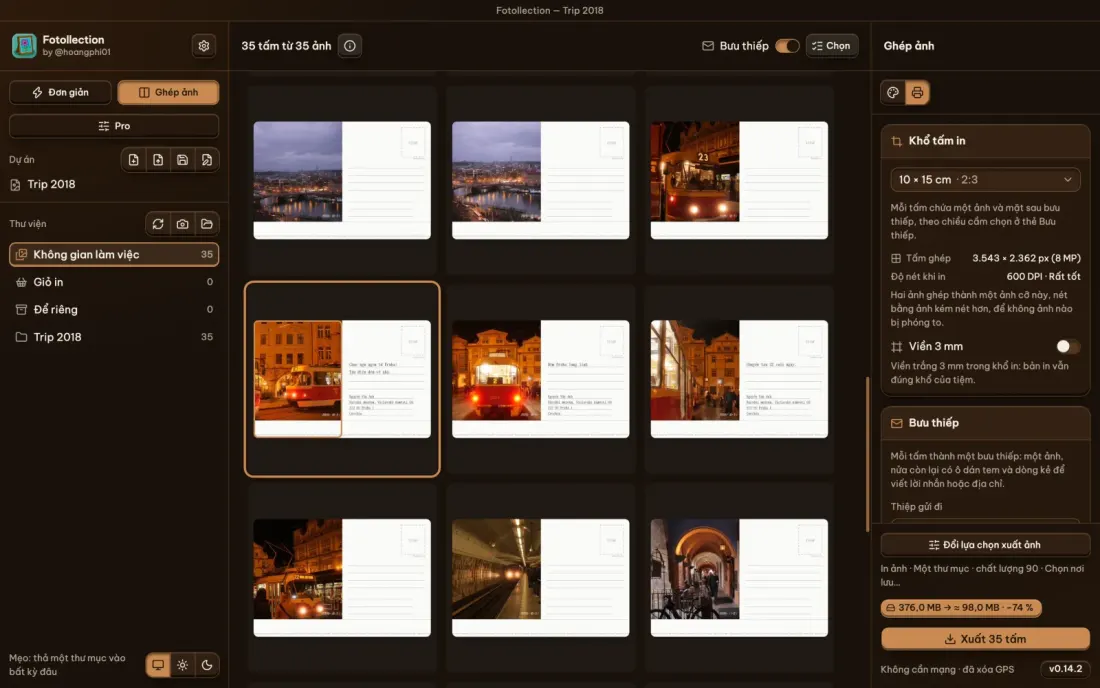 Fotollection — Trip 2018
Fotollection
by @hoangphi01
Đơn giản
Ghép ảnh
Pro
Dự án
Trip 2018
Thư viện
Không gian làm việc 35
Giỏ in 0
Để riêng 0
Trip 2018 35
Mẹo: thả một thư mục vào
bất kỳ đâu
35 tấm từ 35 ảnh
Bưu thiếp
Chọn
23
Ghép ảnh
Khổ tấm in
10 × 15 cm · 2:3
Mỗi tấm chứa một ảnh và mặt sau bưu
thiếp, theo chiều cầm chọn ở thẻ Bưu
thiếp.
Tấm ghép 3.543 × 2.362 px (8 MP)
Độ nét khi in 600 DPI · Rất tốt
Hai ảnh ghép thành một ảnh cỡ này, nét
bằng ảnh kém nét hơn, để không ảnh nào
bị phóng to.
Viền 3 mm
Viền trắng 3 mm trong khổ in: bản in vẫn
đúng khổ của tiệm.
Bưu thiếp
Mỗi tấm thành một bưu thiếp: một ảnh,
nửa còn lại có ô dán tem và dòng kẻ để
viết lời nhắn hoặc địa chỉ.
Thiệp gửi đi
Đổi lựa chọn xuất ảnh
In ảnh · Một thư mục · chất lượng 90 · Chọn nơi
lưu…
376,0 MB → ≈ 98,0 MB · −74 %
Xuất 35 tấm
Không cần mạng · đã xóa GPS
v0.14.2